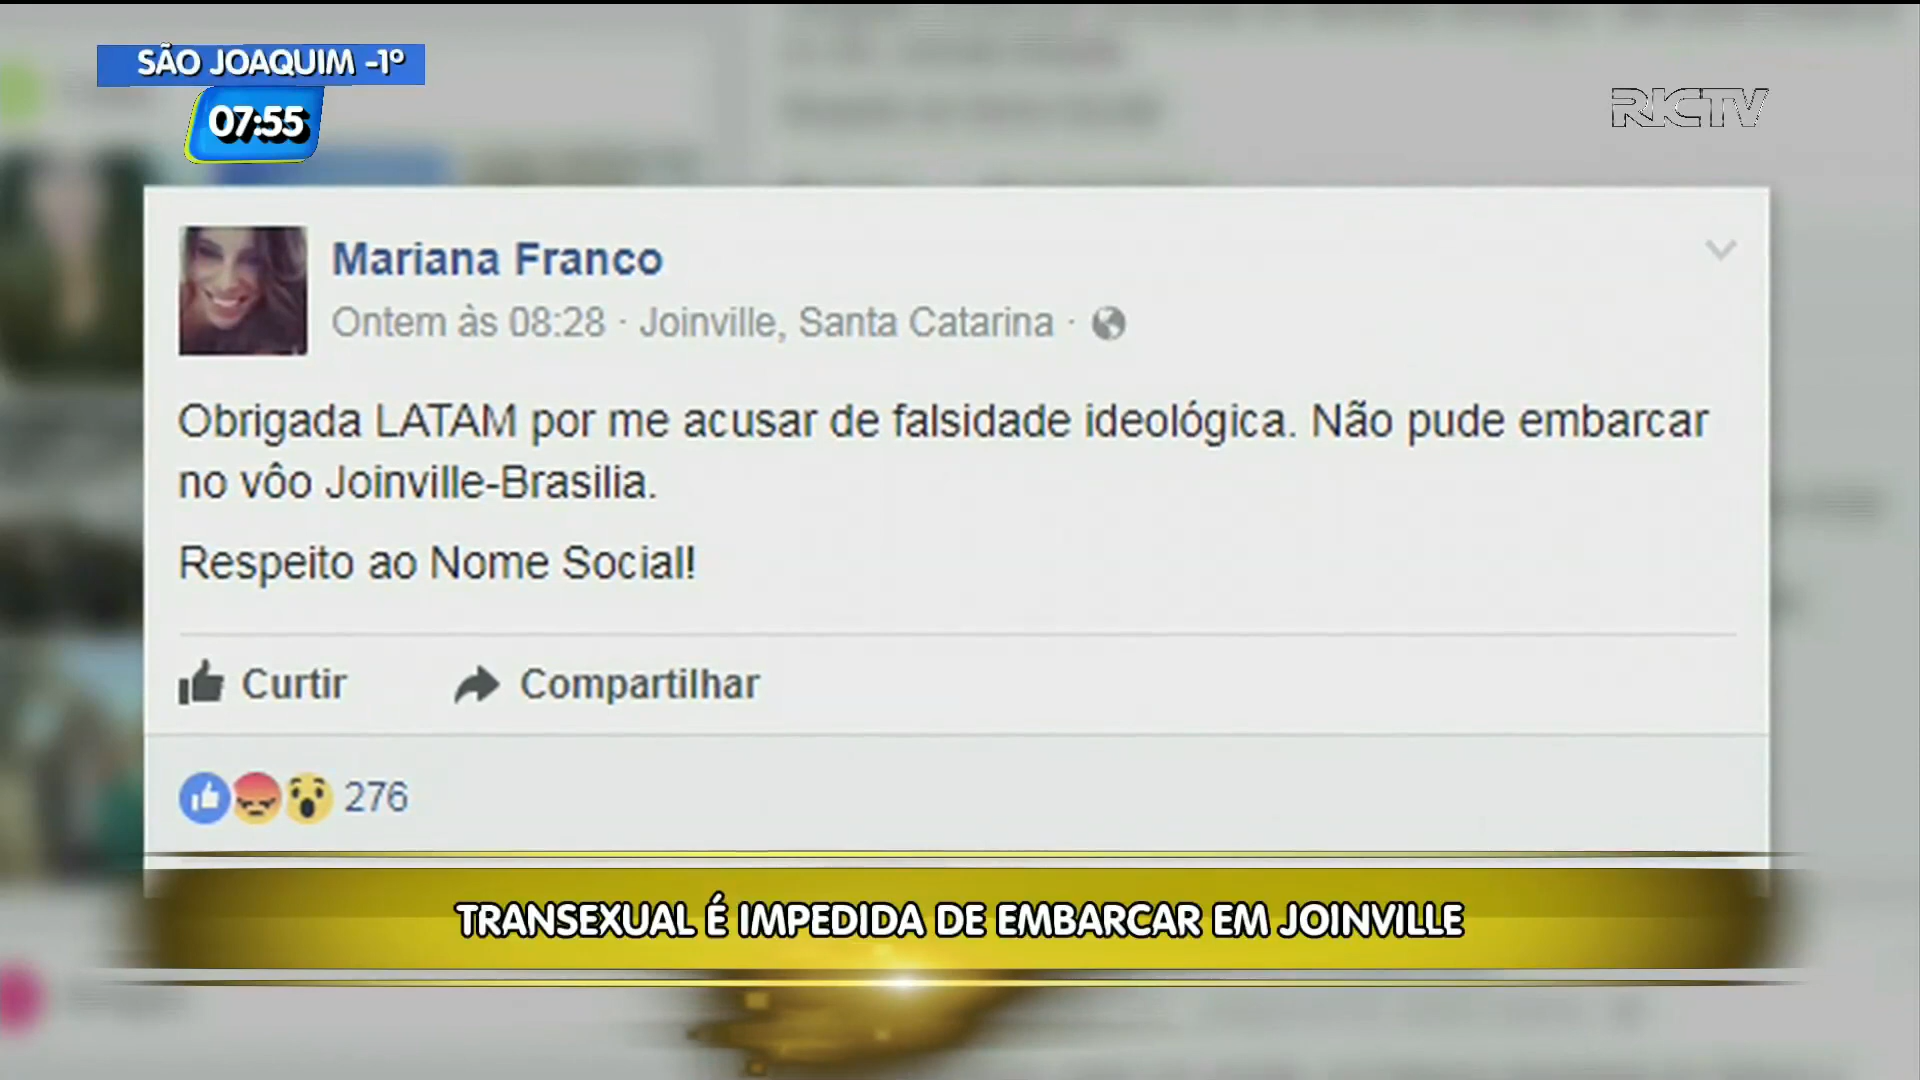 SÃO JOAQUIM -1º
07:55
RICTV
Mariana Franco
Ontem às 08:28 · Joinville, Santa Catarina ·
Obrigada LATAM por me acusar de falsidade ideológica. Não pude embarcar
no vôo Joinville-Brasilia.
Respeito ao Nome Social!
Curtir Compartilhar
276
TRANSEXUAL É IMPEDIDA DE EMBARCAR EM JOINVILLE